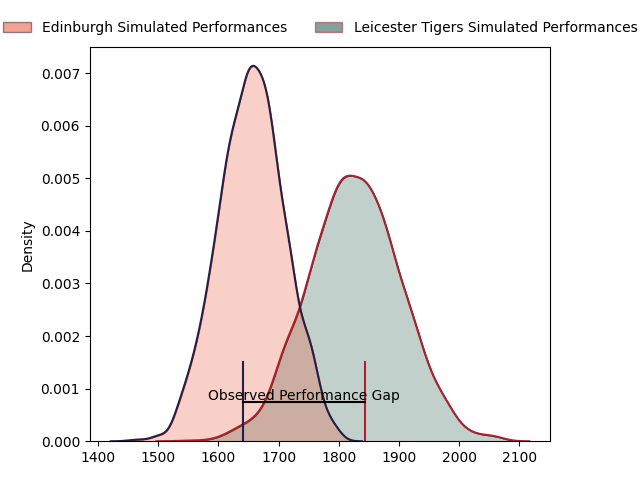 Edinburgh Simulated Performances
Leicester Tigers Simulated Performances
0.007
0.006
0.005
0.004
0.003
0.002
0.001
0.000
Density
Observed Performance Gap
1400 1500 1600 1700 1800 1900 2000 2100